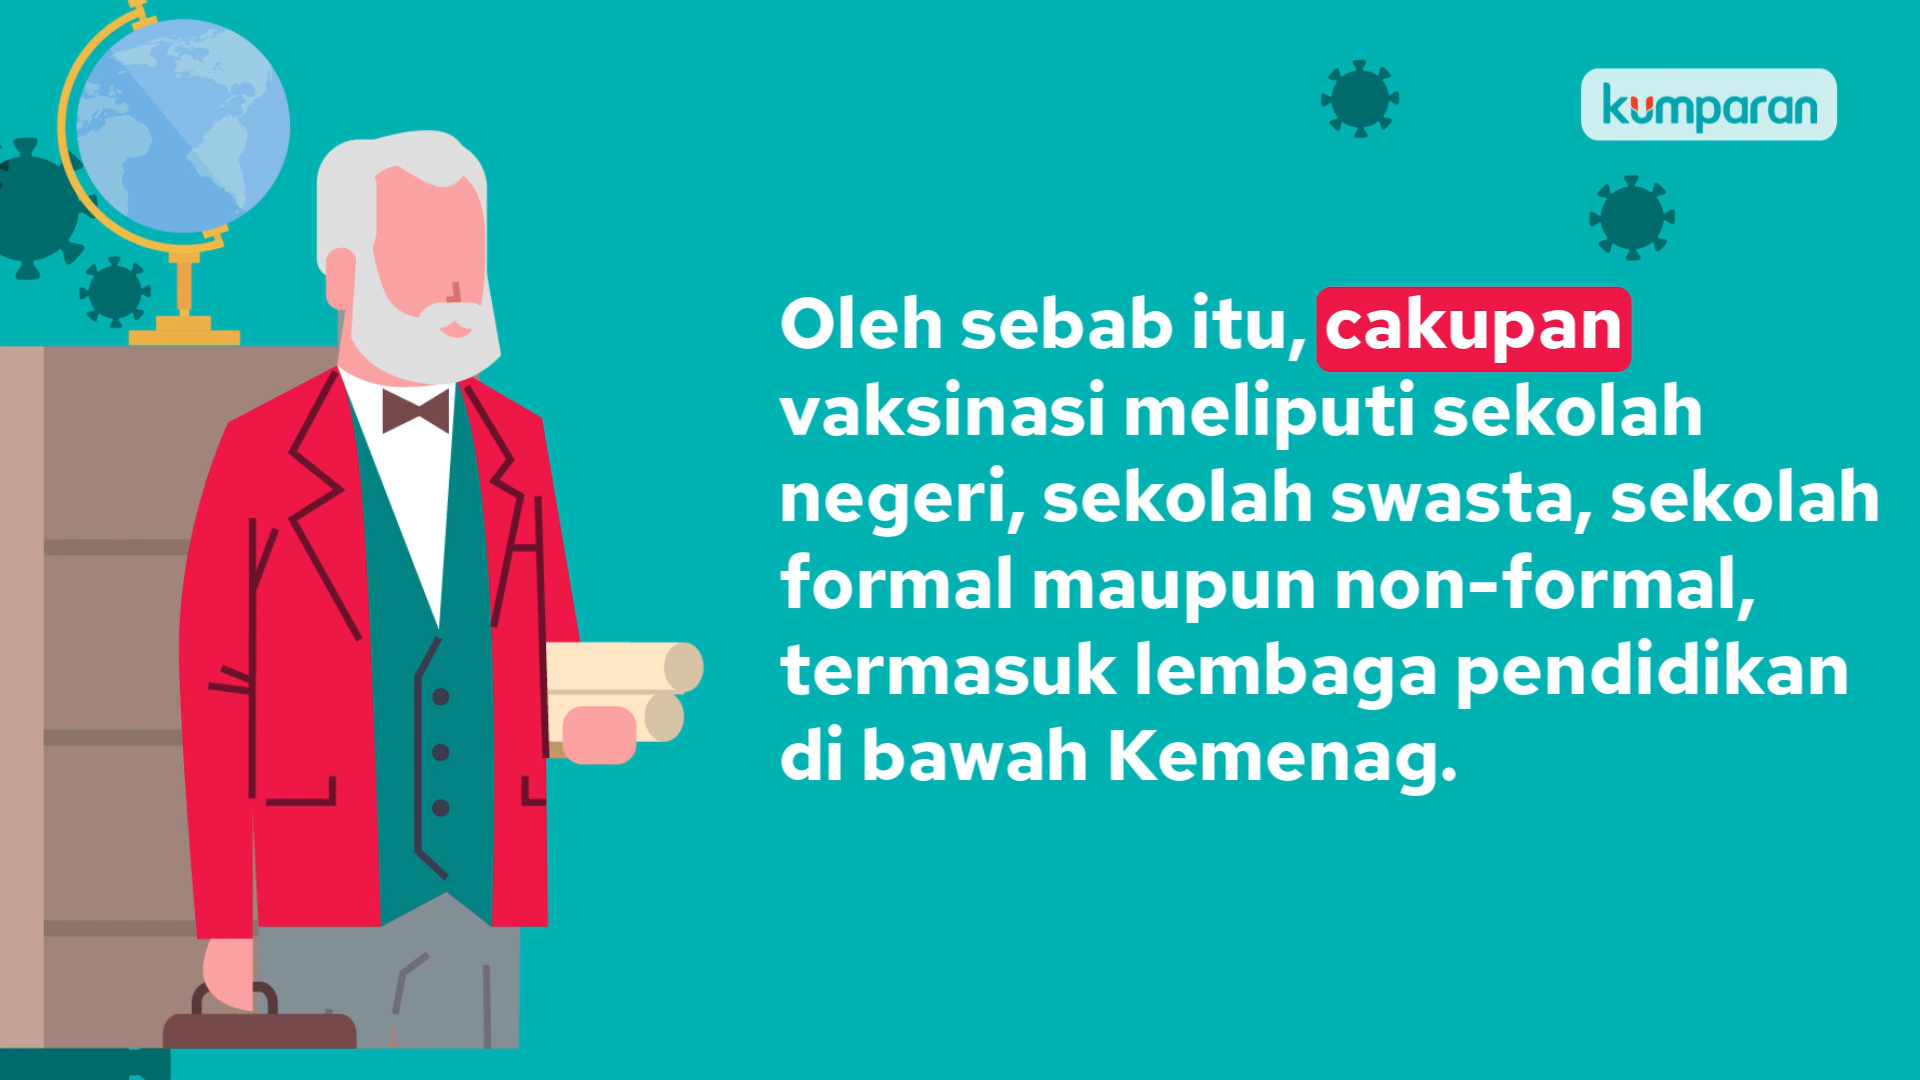 kumparan
Oleh sebab itu, cakupan
vaksinasi meliputi sekolah
negeri, sekolah swasta, sekolah
formal maupun non-formal,
termasuk lembaga pendidikan
di bawah Kemenag.